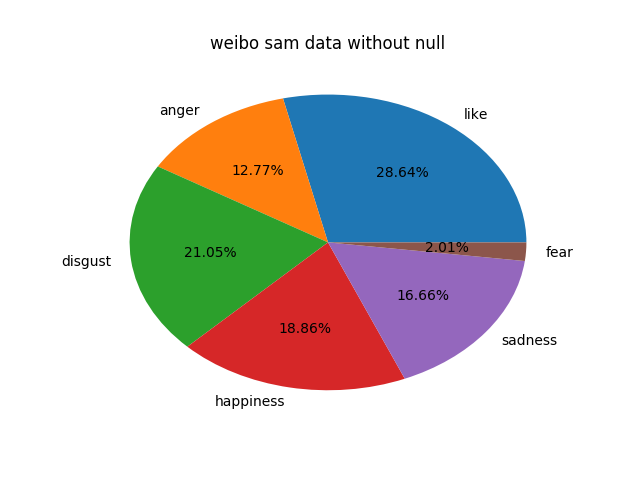 weibo sam data without null
like
28.64%
anger
12.77%
disgust
21.05%
happiness
18.86%
sadness
16.66%
fear
2.01%